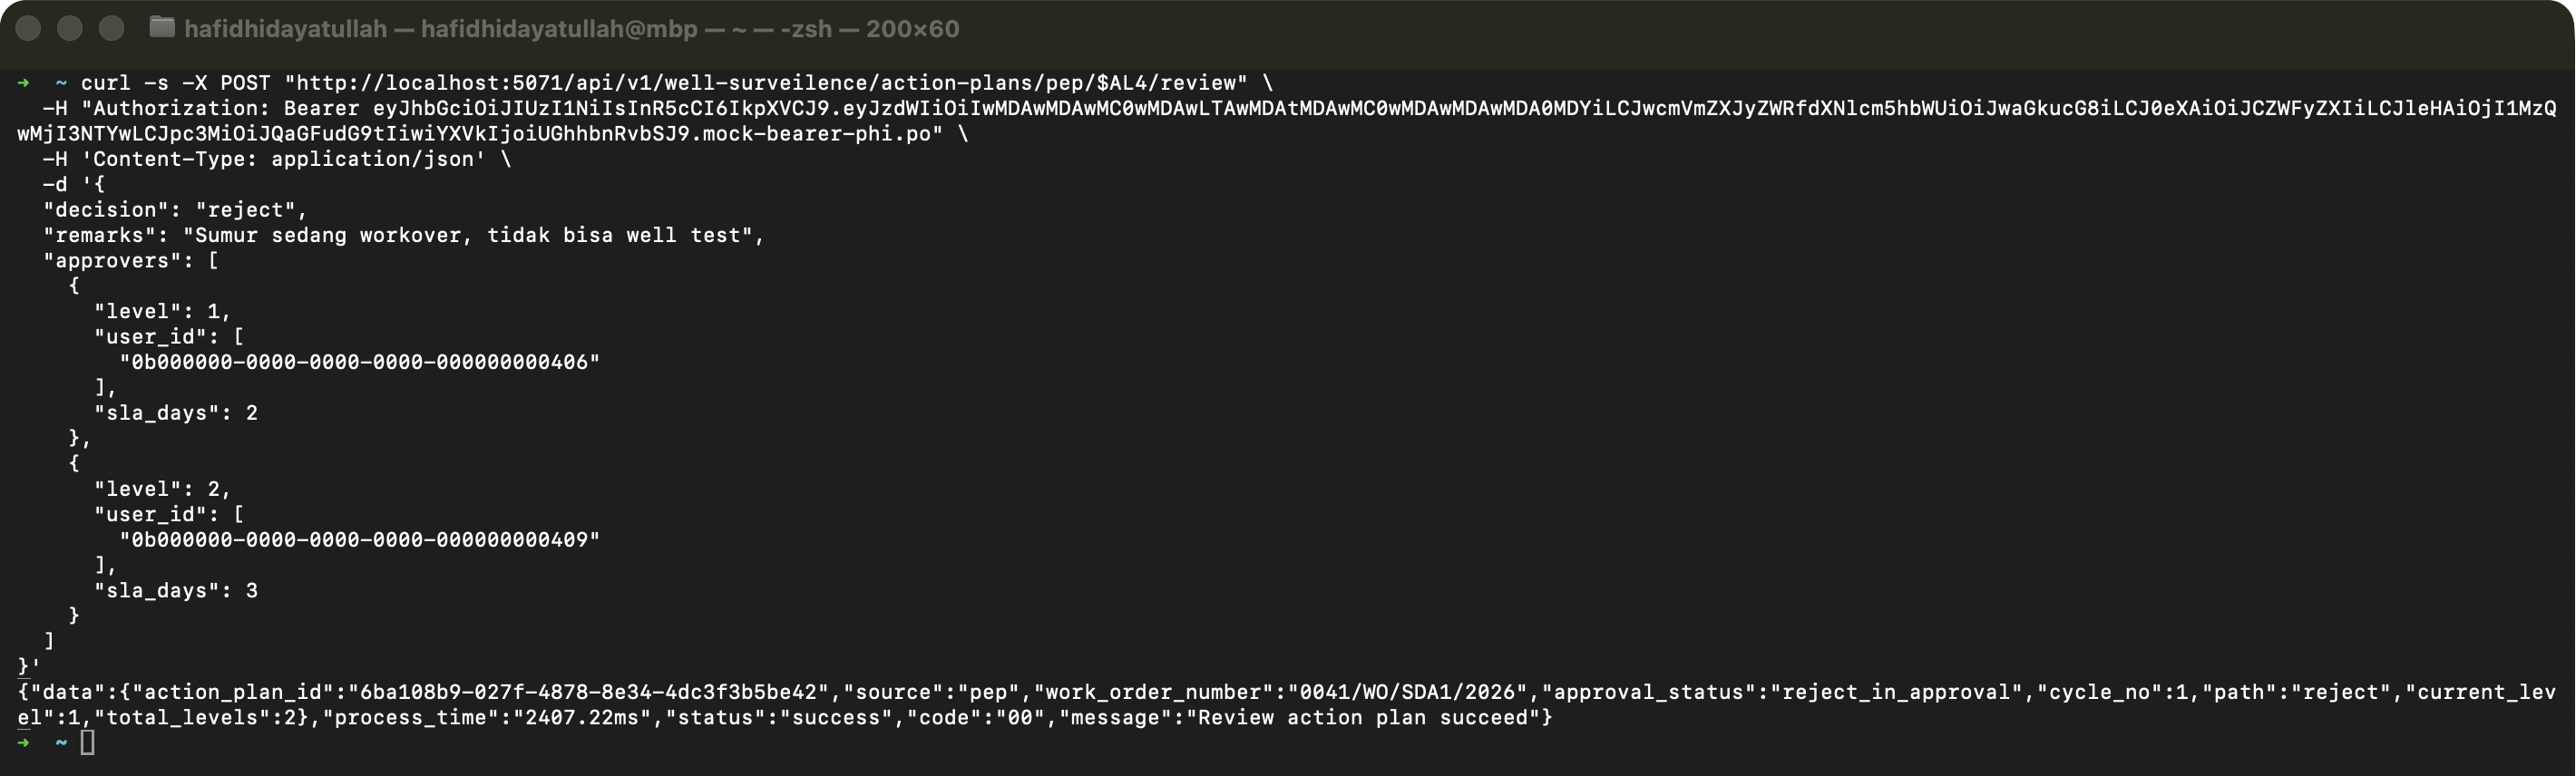 hafidhidayatullah — hafidhidayatullah@mbp — ~ — -zsh — 200×60
➜  ~ curl -s -X POST "http://localhost:5071/api/v1/well-surveilence/action-plans/pep/$AL4/review" \
  -H "Authorization: Bearer eyJhbGciOiJIUzI1NiIsInR5cCI6IkpXVCJ9.eyJzdWIiOiIwMDAwMDAwMC0wMDAwLTAwMDAtMDAwMC0wMDAwMDAwMDA0MDYiLCJwcmVmZXJyZWRfdXNlcm5hbWUiOiJwaGkucG8iLCJ0eXAiOiJCZWFyZXIiLCJleHAiOjI1MzQ
wMjI3NTYwLCJpc3MiOiJQaGFudG9tIiwiYXVkIjoiUGhhbnRvbSJ9.mock-bearer-phi.po" \
  -H 'Content-Type: application/json' \
  -d '{
  "decision": "reject",
  "remarks": "Sumur sedang workover, tidak bisa well test",
  "approvers": [
    {
      "level": 1,
      "user_id": [
        "0b000000-0000-0000-0000-000000000406"
      ],
      "sla_days": 2
    },
    {
      "level": 2,
      "user_id": [
        "0b000000-0000-0000-0000-000000000409"
      ],
      "sla_days": 3
    }
  ]
}'
{"data":{"action_plan_id":"6ba108b9-027f-4878-8e34-4dc3f3b5be42","source":"pep","work_order_number":"0041/WO/SDA1/2026","approval_status":"reject_in_approval","cycle_no":1,"path":"reject","current_lev
el":1,"total_levels":2},"process_time":"2407.22ms","status":"success","code":"00","message":"Review action plan succeed"}
➜  ~